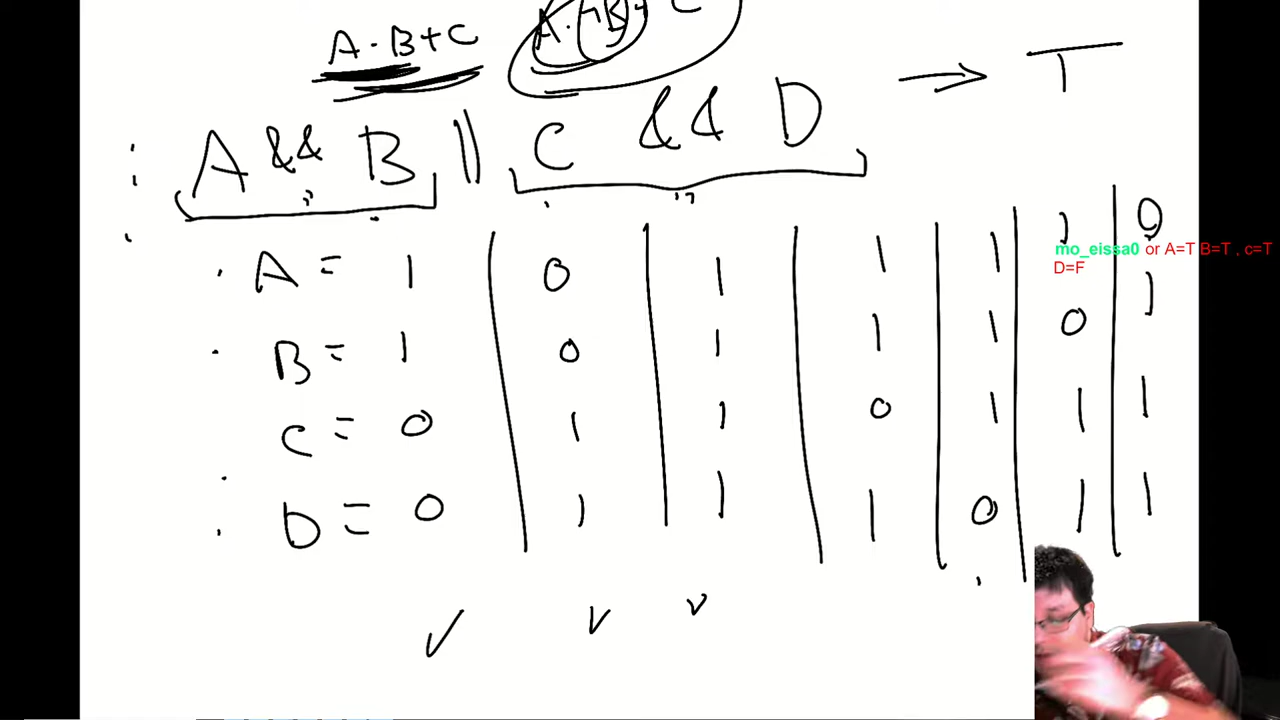 A·B+C A·¬B+C
A && B || C && D → T
A = 1 0 1 1 1 1 0
mo_eissa0 or A=T B=T , c=T
D=F
B = 1 0 1 1 1 0 1
C = 0 1 1 0 1 1 1
D = 0 1 1 1 0 1 1